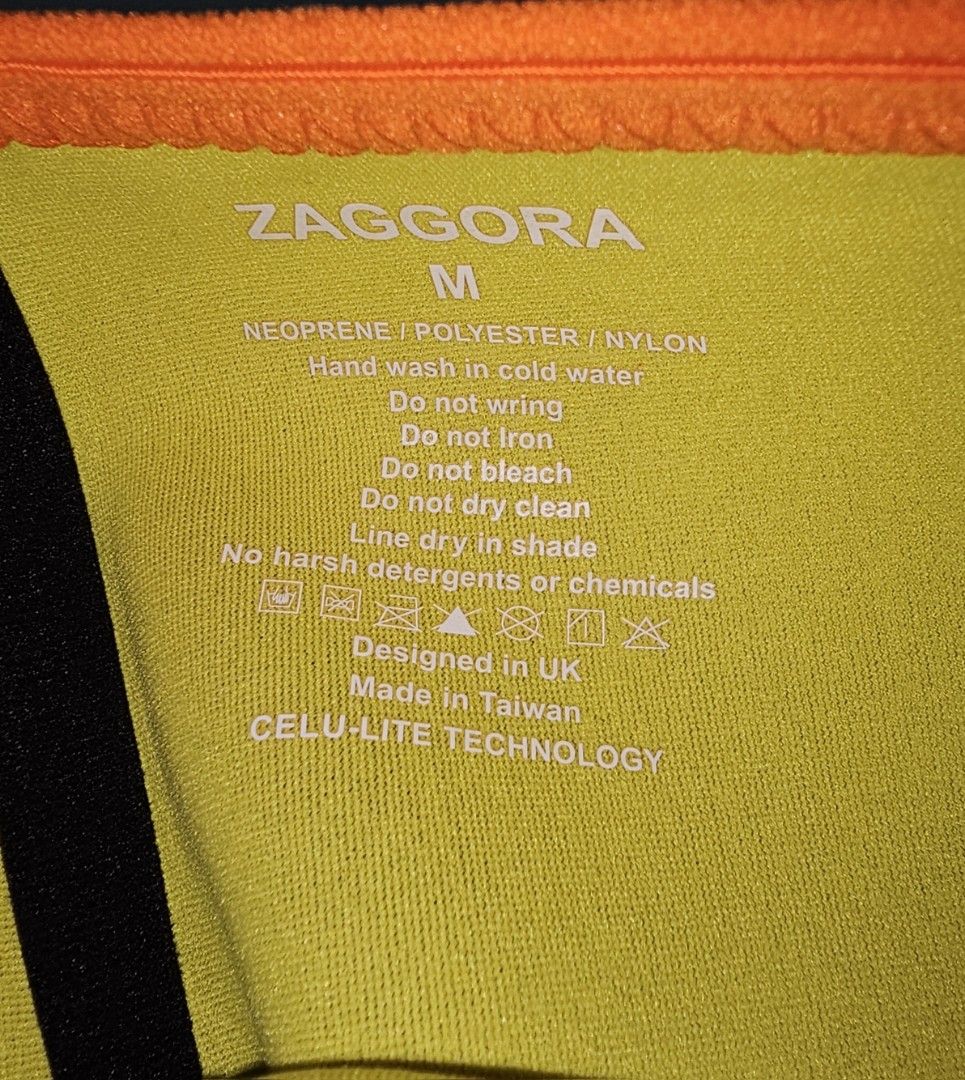 ZAGGORA
M
NEOPRENE / POLYESTER / NYLON
Hand wash in cold water
Do not wring
Do not Iron
Do not bleach
Do not dry clean
Line dry in shade
No harsh detergents or chemicals
Designed in UK
Made in Taiwan
CELU-LITE TECHNOLOGY